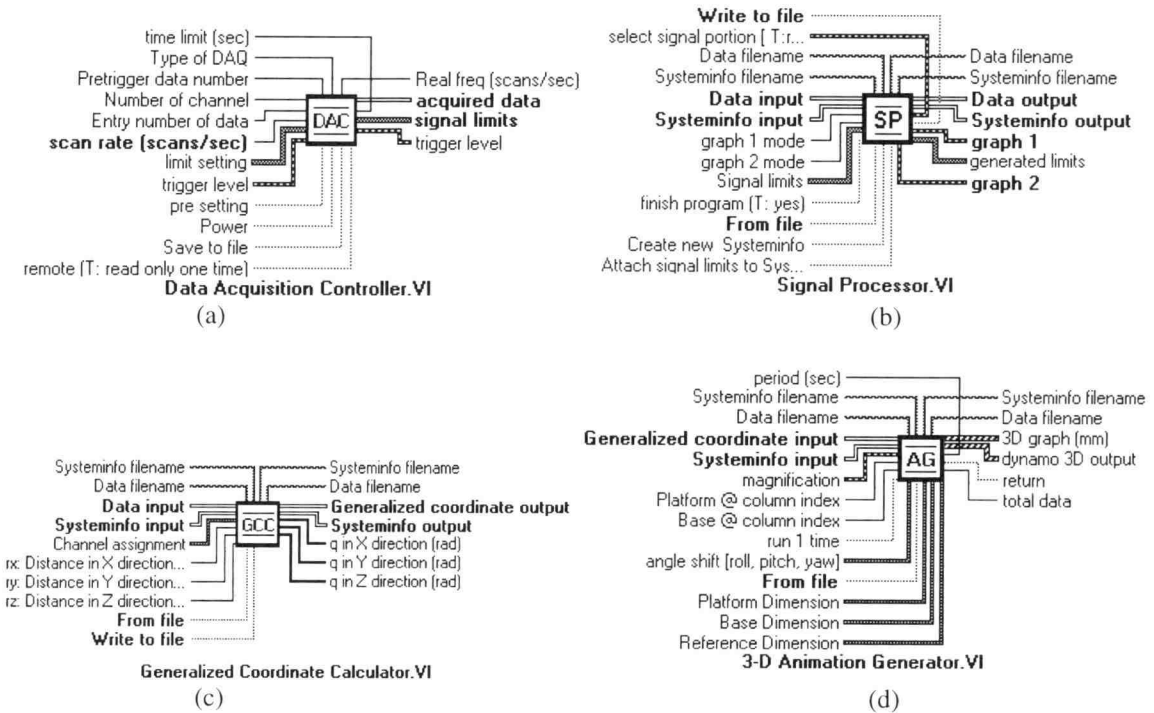 time limit (sec)
Type of DAQ
Pretrigger data number
Number of channel
Entry number of data
scan rate (scans/sec)
limit setting
trigger level
pre setting
Power
Save to file
remote (T: read only one time)
DAC
Real freq (scans/sec)
acquired data
signal limits
trigger level
Data Acquisition Controller.VI
(a)
Write to file
select signal portion [ T:r...
Data filename
Systeminfo filename
Data input
Systeminfo input
graph 1 mode
graph 2 mode
Signal limits
finish program (T: yes)
From file
Create new Systeminfo
Attach signal limits to Sys...
SP
Data filename
Systeminfo filename
Data output
Systeminfo output
graph 1
generated limits
graph 2
Signal Processor.VI
(b)
Systeminfo filename
Data filename
Data input
Systeminfo input
Channel assignment
rx: Distance in X direction...
ry: Distance in Y direction...
rz: Distance in Z direction...
From file
Write to file
GCC
Systeminfo filename
Data filename
Generalized coordinate output
Systeminfo output
q in X direction (rad)
q in Y direction (rad)
q in Z direction (rad)
Generalized Coordinate Calculator.VI
(c)
period (sec)
Systeminfo filename
Data filename
Generalized coordinate input
Systeminfo input
magnification
Platform @ column index
Base @ column index
run 1 time
angle shift [roll, pitch, yaw]
From file
Platform Dimension
Base Dimension
Reference Dimension
AG
Systeminfo filename
Data filename
3D graph (mm)
dynamo 3D output
return
total data
3-D Animation Generator.VI
(d)